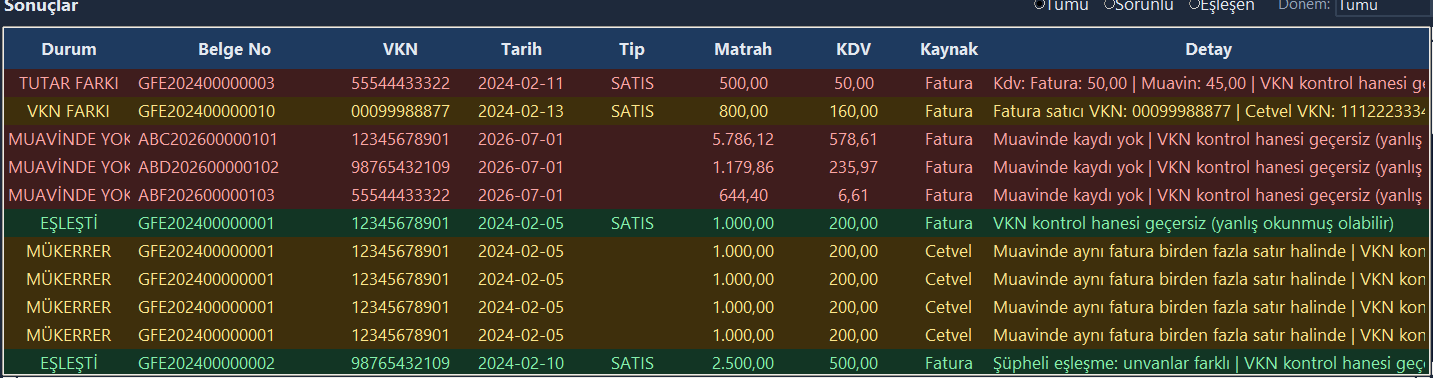 Sonuçlar Tümü Sorunlu Eşleşen Dönem: Tümü
Durum Belge No VKN Tarih Tip Matrah KDV Kaynak Detay
TUTAR FARKI GFE202400000003 55544433322 2024-02-11 SATIS 500,00 50,00 Fatura Kdv: Fatura: 50,00 | Muavin: 45,00 | VKN kontrol hanesi ge
VKN FARKI GFE202400000010 00099988877 2024-02-13 SATIS 800,00 160,00 Fatura Fatura satıcı VKN: 00099988877 | Cetvel VKN: 1112223334
MUAVİNDE YOK ABC202600000101 12345678901 2026-07-01 5.786,12 578,61 Fatura Muavinde kaydı yok | VKN kontrol hanesi geçersiz (yanlış
MUAVİNDE YOK ABD202600000102 98765432109 2026-07-01 1.179,86 235,97 Fatura Muavinde kaydı yok | VKN kontrol hanesi geçersiz (yanlış
MUAVİNDE YOK ABF202600000103 55544433322 2026-07-01 644,40 6,61 Fatura Muavinde kaydı yok | VKN kontrol hanesi geçersiz (yanlış
EŞLEŞTİ GFE202400000001 12345678901 2024-02-05 SATIS 1.000,00 200,00 Fatura VKN kontrol hanesi geçersiz (yanlış okunmuş olabilir)
MÜKERRER GFE202400000001 12345678901 2024-02-05 1.000,00 200,00 Cetvel Muavinde aynı fatura birden fazla satır halinde | VKN kon
MÜKERRER GFE202400000001 12345678901 2024-02-05 1.000,00 200,00 Cetvel Muavinde aynı fatura birden fazla satır halinde | VKN kon
MÜKERRER GFE202400000001 12345678901 2024-02-05 1.000,00 200,00 Cetvel Muavinde aynı fatura birden fazla satır halinde | VKN kon
MÜKERRER GFE202400000001 12345678901 2024-02-05 1.000,00 200,00 Cetvel Muavinde aynı fatura birden fazla satır halinde | VKN kon
EŞLEŞTİ GFE202400000002 98765432109 2024-02-10 SATIS 2.500,00 500,00 Fatura Şüpheli eşleşme: unvanlar farklı | VKN kontrol hanesi geç